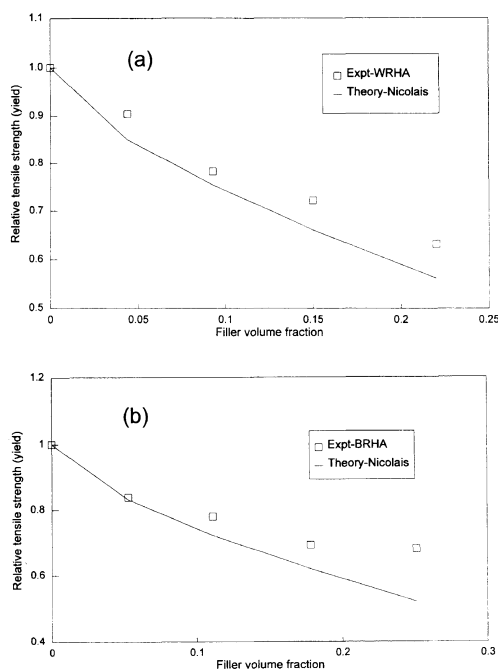 1.1
(a)
Expt-WRHA
Theory-Nicolais
1.0
0.9
0.8
0.7
0.6
0.5
Relative tensile strength (yield)
0 0.05 0.1 0.15 0.2 0.25
Filler volume fraction
1.2
(b)
Expt-BRHA
Theory-Nicolais
1
0.8
0.6
0.4
Relative tensile strength (yield)
0 0.1 0.2 0.3
Filler volume fraction